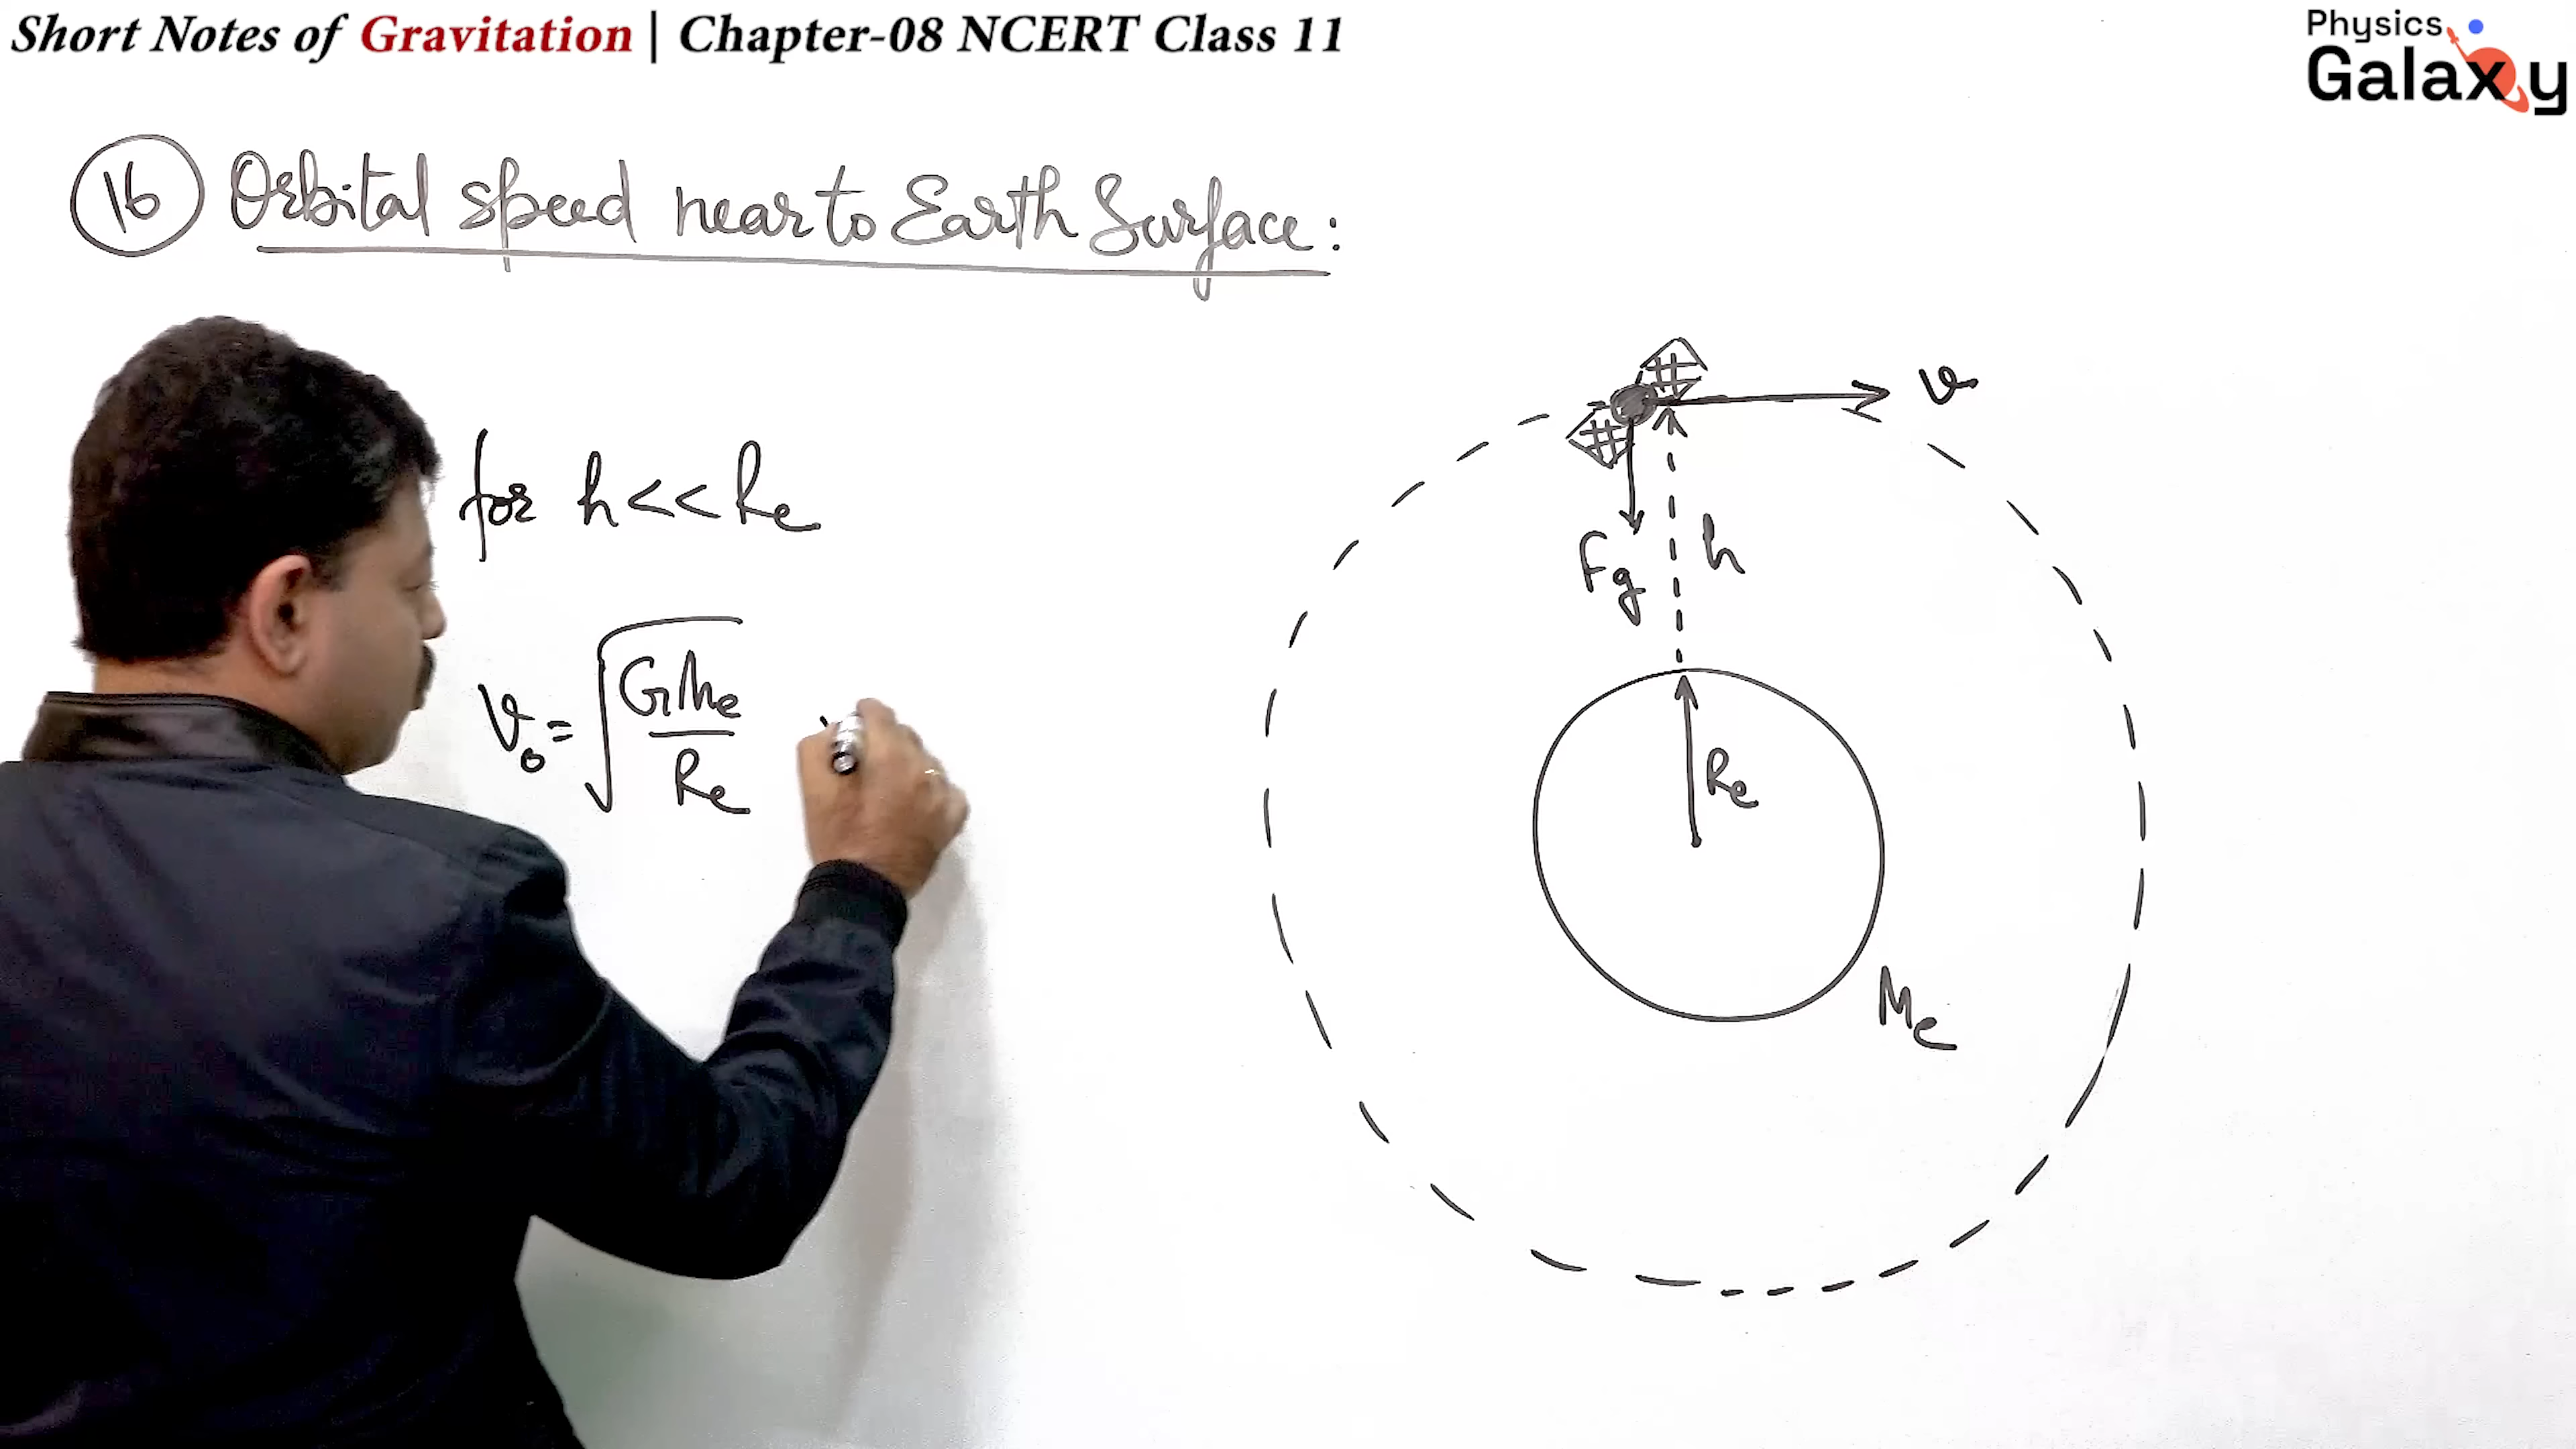 Short Notes of Gravitation | Chapter-08 NCERT Class 11
Physics
Galaxy
16 Orbital speed near to Earth Surface:
for h << Re
v₀ = √(GMe/Re)
v
Fg
h
Re
Me